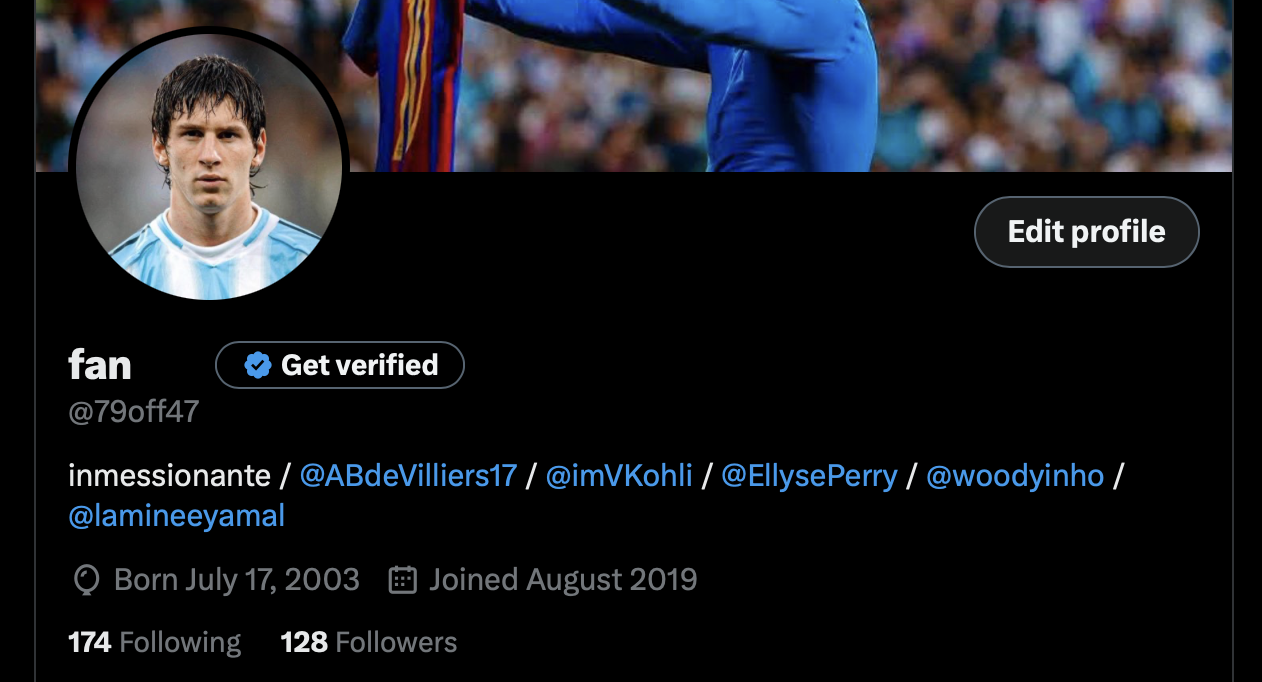 Edit profile
fan
Get verified
@79off47
inmessionante / @ABdeVilliers17 / @imVKohli / @EllysePerry / @woodyinho /
@lamineeyamal
Born July 17, 2003 Joined August 2019
174 Following 128 Followers